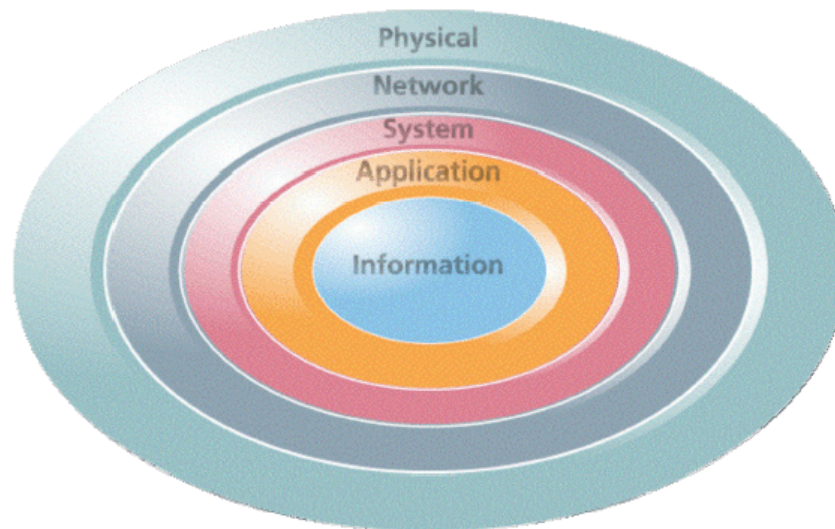 Physical
Network
System
Application
Information